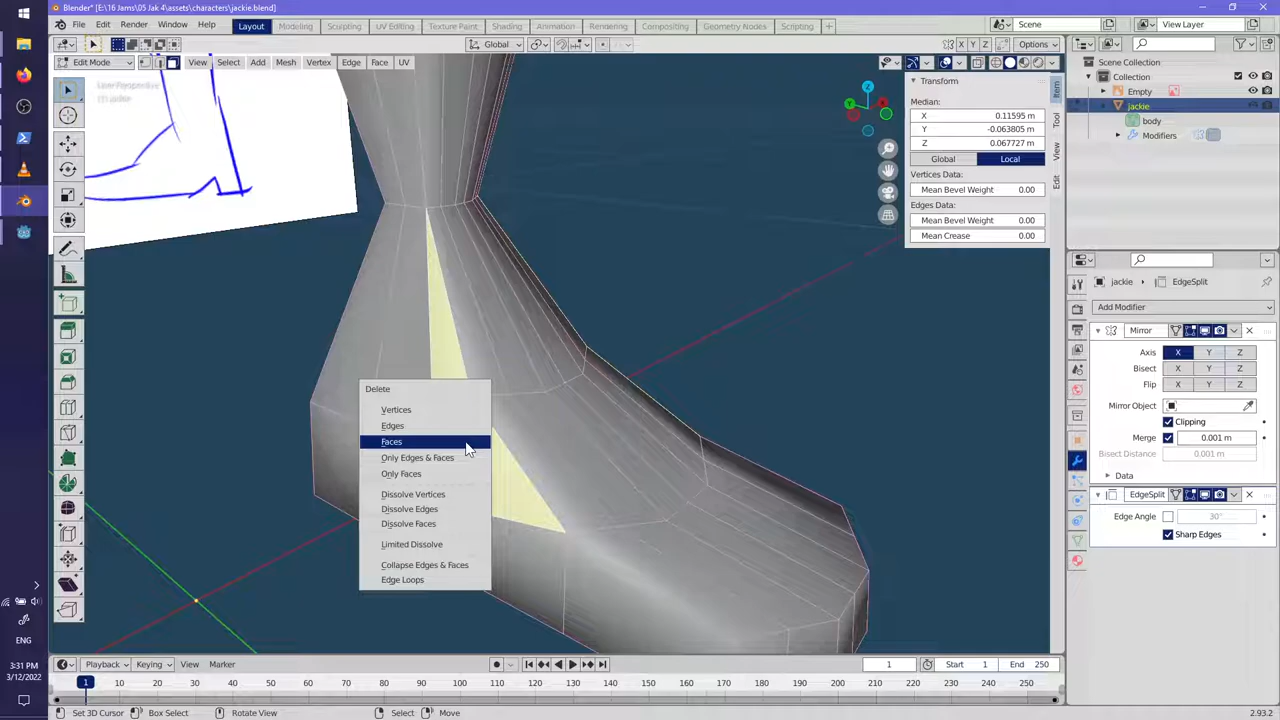 Blender* [E:\16 Jams\05 Jak 4\assets\characters\jackie.blend]
File Edit Render Window Help Layout Modeling Sculpting UV Editing Texture Paint Shading Animation Rendering Compositing Geometry Nodes Scripting + Scene View Layer
Global X Y Z Options
Edit Mode View Select Add Mesh Vertex Edge Face UV
User Perspective
(1) jackie
Transform
Median:
X 0.11595 m
Y -0.063805 m
Z 0.067727 m
Global Local
Vertices Data:
Mean Bevel Weight 0.00
Edges Data:
Mean Bevel Weight 0.00
Mean Crease 0.00
Item
Tool
View
Edit
X
Y
Z
Scene Collection
Collection
Empty
jackie
body
Modifiers
Delete
Vertices
Edges
Faces
Only Edges & Faces
Only Faces
Dissolve Vertices
Dissolve Edges
Dissolve Faces
Limited Dissolve
Collapse Edges & Faces
Edge Loops
jackie EdgeSplit
Add Modifier
Mirror
Axis X Y Z
Bisect X Y Z
Flip X Y Z
Mirror Object
Clipping
Merge 0.001 m
Bisect Distance 0.001 m
Data
EdgeSplit
Edge Angle 30°
Sharp Edges
ENG
3:31 PM
3/12/2022
Playback Keying View Marker 1 Start 1 End 250
1 10 20 30 40 50 60 70 80 90 100 110 120 130 140 150 160 170 180 190 200 210 220 230 240 250
Set 3D Cursor Box Select Rotate View Select Move 2.93.2